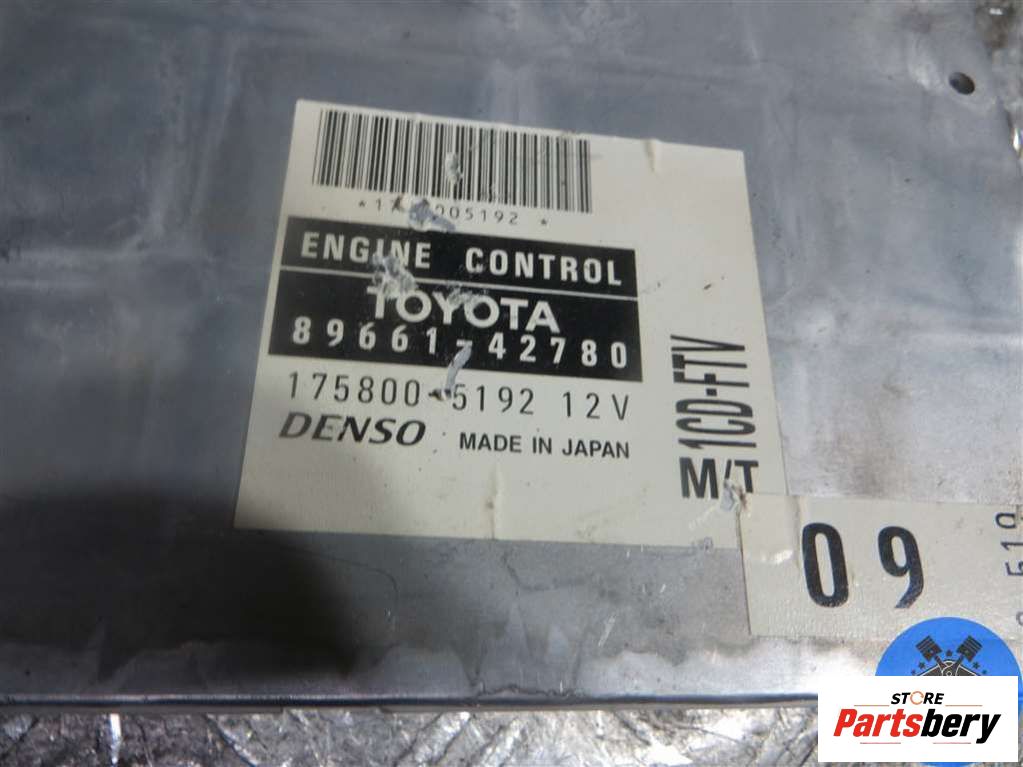 ENGINE CONTROL
TOYOTA
89661-42780
175800-5192 12V
DENSO MADE IN JAPAN
1CD-FTV
M/T
09
STORE
Partsbery